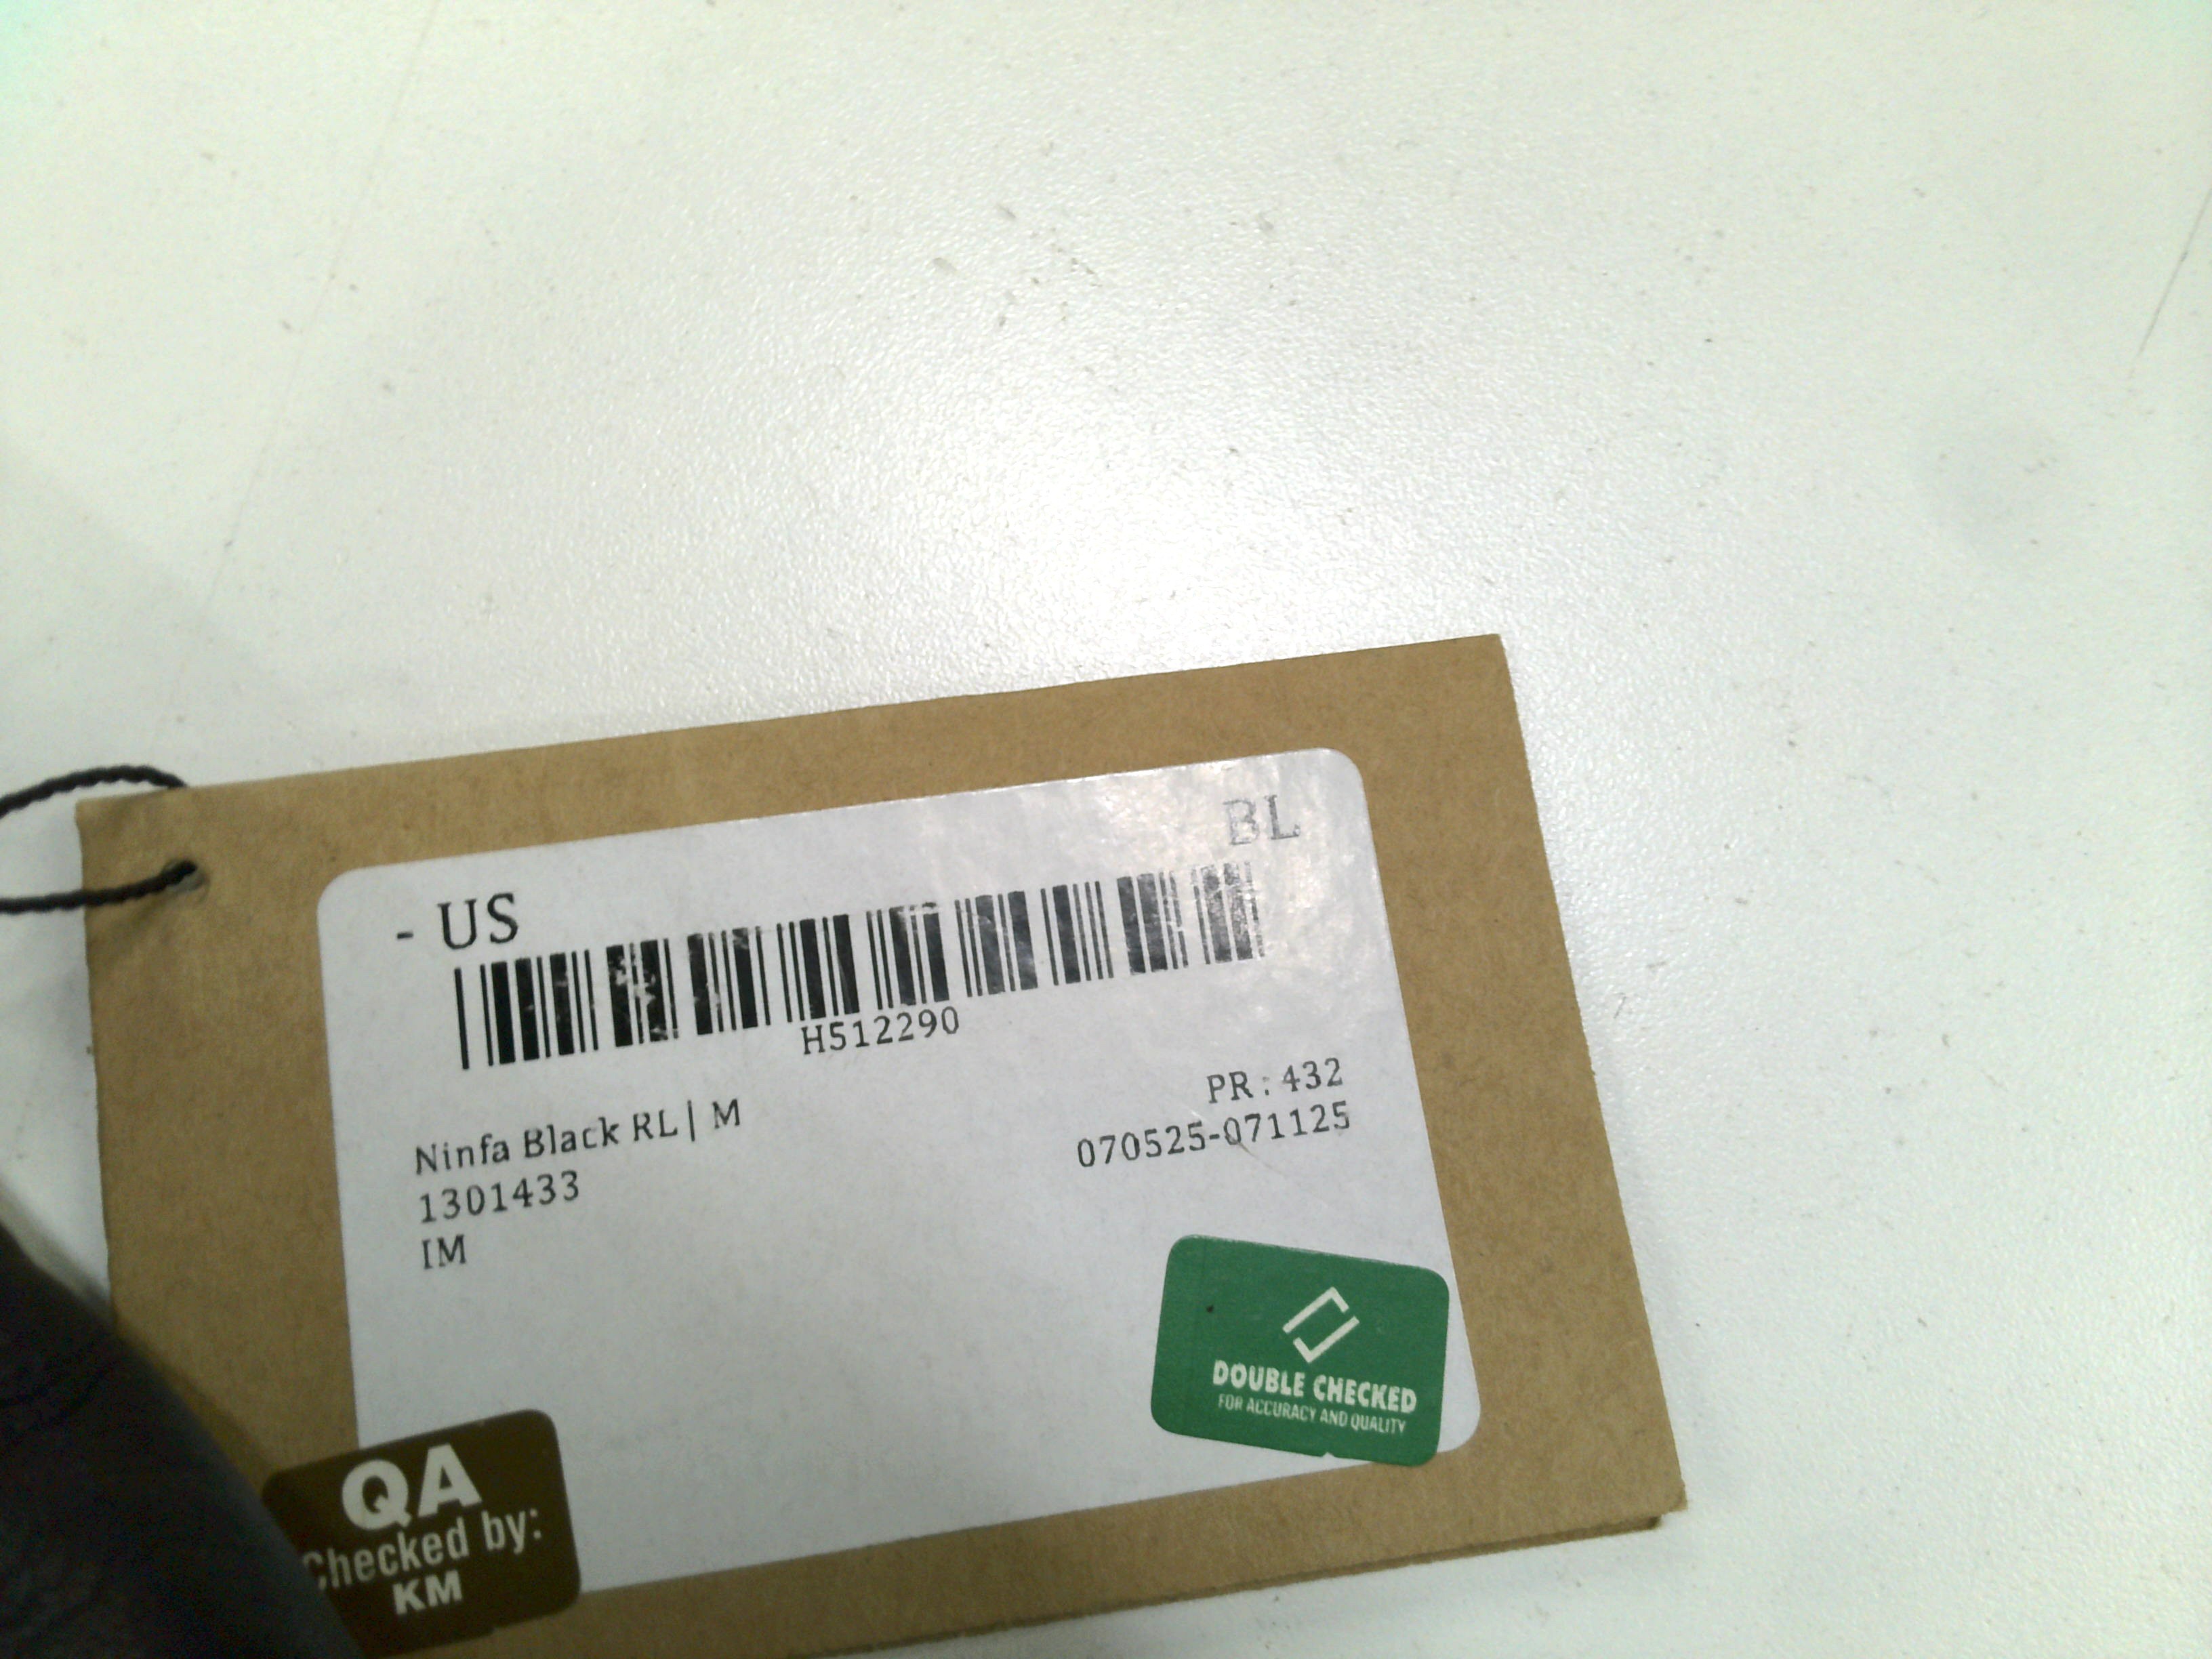 BL
- US
H512290
PR : 432
070525-071125
Ninfa Black RL| M
1301433
IM
DOUBLE CHECKED
FOR ACCURACY AND QUALITY
QA
Checked by:
KM